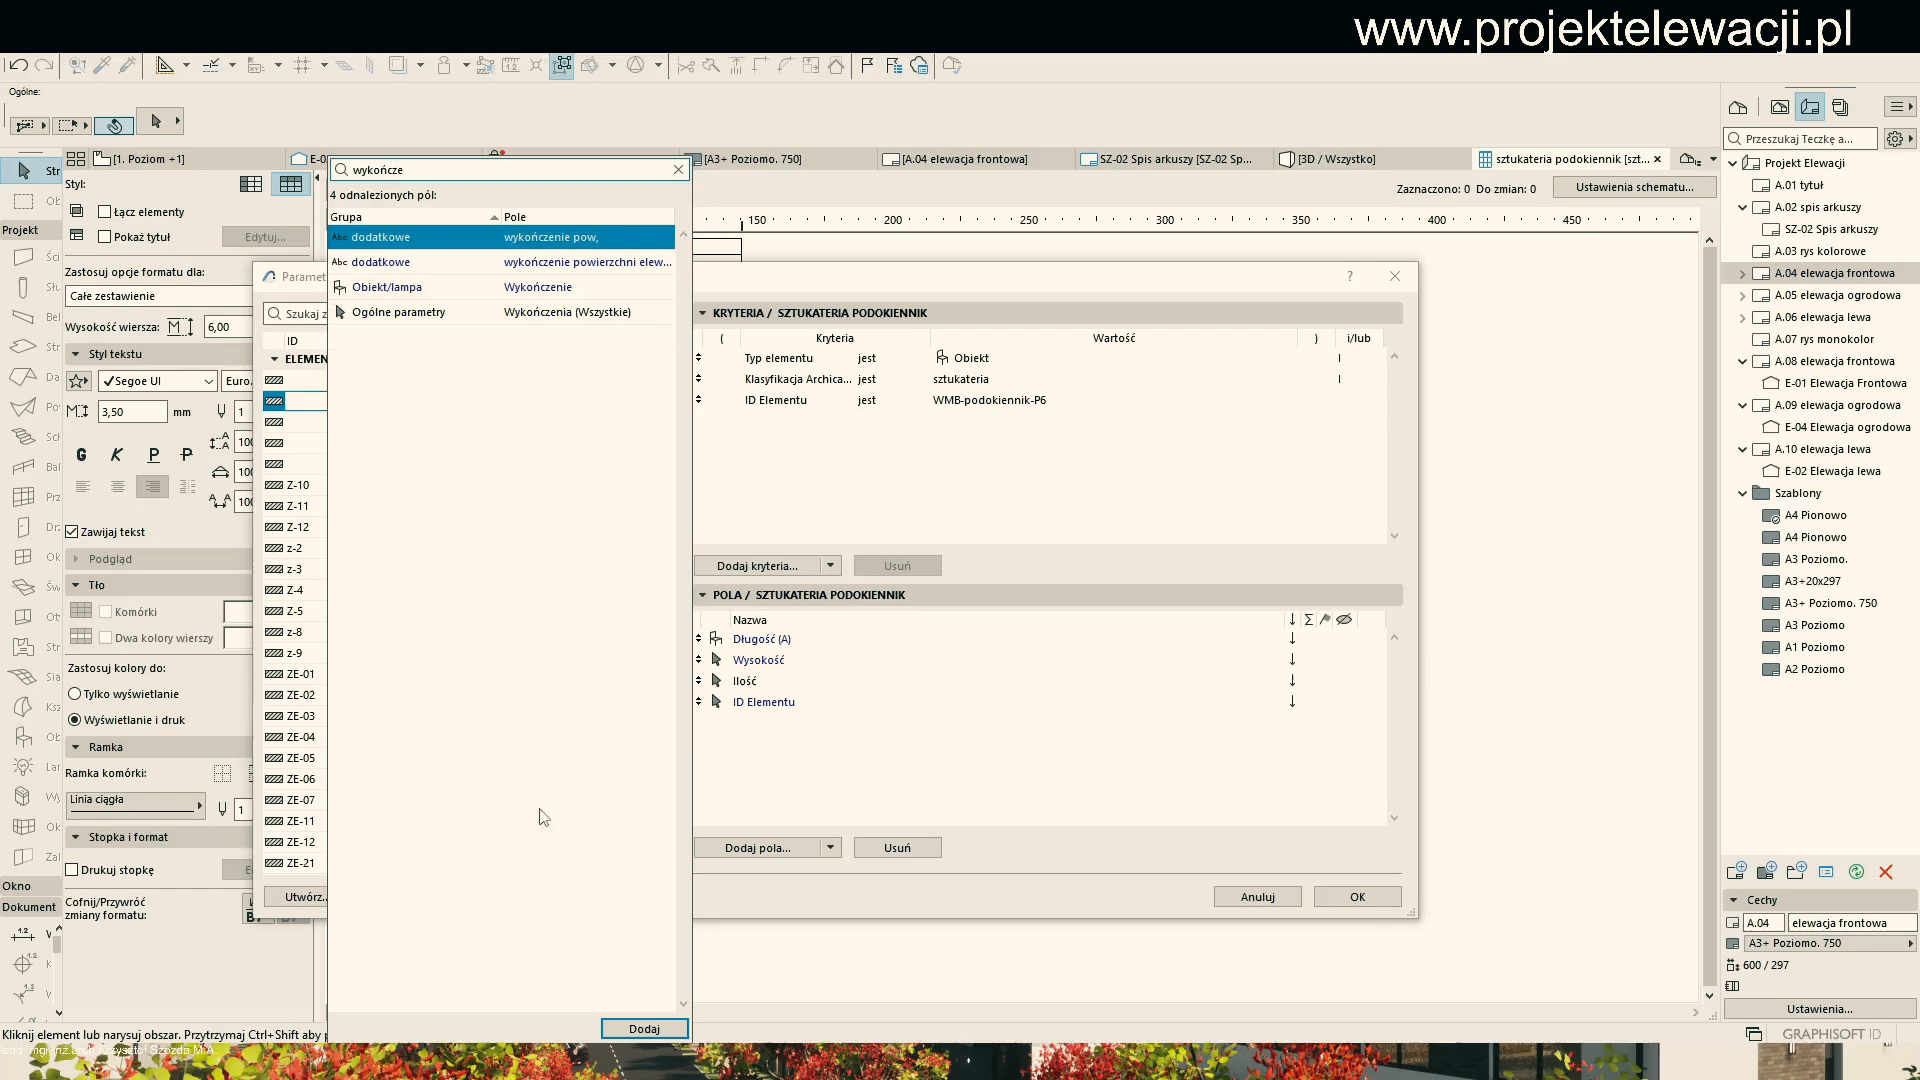 www.projektelewacji.pl
Ogólne:
[1. Poziom +1]
E-0
[A3+ Poziomo. 750]
[A.04 elewacja frontowa]
SZ-02 Spis arkuszy [SZ-02 Sp...
[3D / Wszystko]
sztukateria podokiennik [szt...
Przeszukaj Teczkę a...
Str
Styl:
Zaznaczono: 0 Do zmian: 0
Ustawienia schematu...
Łącz elementy
Pokaż tytuł
Edytuj...
Projekt
Zastosuj opcje formatu dla:
Całe zestawienie
Wysokość wiersza:
6,00
Styl tekstu
Segoe UI
Euro.
3,50
mm
1
100
G K P P
100
100
Zawijaj tekst
Podgląd
Tło
Komórki
Dwa kolory wierszy
Zastosuj kolory do:
Tylko wyświetlanie
Wyświetlanie i druk
Ramka
Ramka komórki:
Linia ciągła
1
Stopka i format
Drukuj stopkę
Okno
Dokument
Cofnij/Przywróć
zmiany formatu:
Kliknij element lub narysuj obszar. Przytrzymaj Ctrl+Shift aby p
wykończe
4 odnalezionych pól:
Grupa Pole
Abc dodatkowe wykończenie pow,
Abc dodatkowe wykończenie powierzchni elew...
Obiekt/lampa Wykończenie
Ogólne parametry Wykończenia (Wszystkie)
Dodaj
150 200 250 300 350 400 450
Paramet
Szukaj z
ID
ELEMEN
Z-10
Z-11
Z-12
z-2
z-3
Z-4
Z-5
z-8
z-9
ZE-01
ZE-02
ZE-03
ZE-04
ZE-05
ZE-06
ZE-07
ZE-11
ZE-12
ZE-21
Utwórz..
?
KRYTERIA / SZTUKATERIA PODOKIENNIK
( Kryteria Wartość ) i/lub
Typ elementu jest Obiekt I
Klasyfikacja Archica... jest sztukateria I
ID Elementu jest WMB-podokiennik-P6
Dodaj kryteria...
Usuń
POLA / SZTUKATERIA PODOKIENNIK
Nazwa
Długość (A)
Wysokość
Ilość
ID Elementu
Dodaj pola...
Usuń
Anuluj
OK
Projekt Elewacji
A.01 tytuł
A.02 spis arkuszy
SZ-02 Spis arkuszy
A.03 rys kolorowe
A.04 elewacja frontowa
A.05 elewacja ogrodowa
A.06 elewacja lewa
A.07 rys monokolor
A.08 elewacja frontowa
E-01 Elewacja Frontowa
A.09 elewacja ogrodowa
E-04 Elewacja ogrodowa
A.10 elewacja lewa
E-02 Elewacja lewa
Szablony
A4 Pionowo
A4 Pionowo
A3 Poziomo.
A3+20x297
A3+ Poziomo. 750
A3 Poziomo
A1 Poziomo
A2 Poziomo
Cechy
A.04
elewacja frontowa
A3+ Poziomo. 750
600 / 297
Ustawienia...
GRAPHISOFT ID